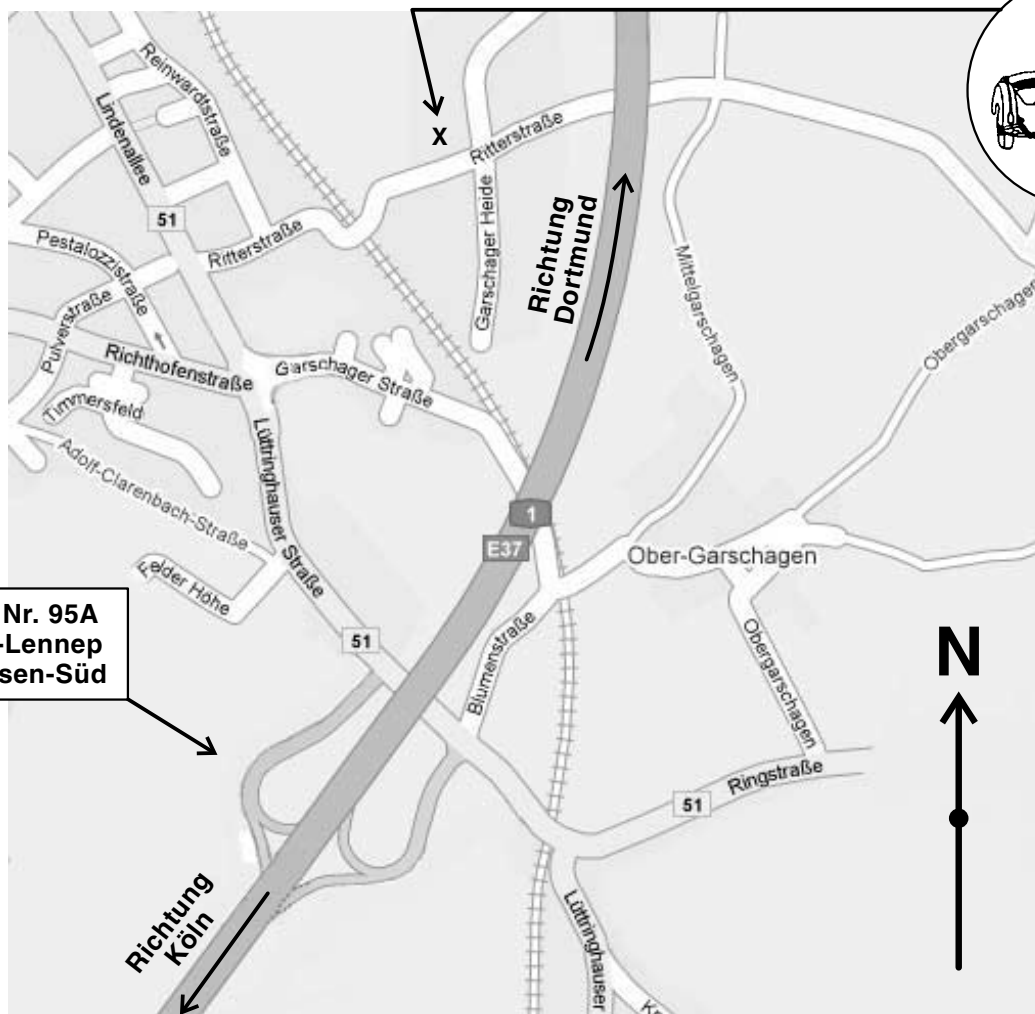 Reinwardtstraße
Lindenallee
X
Ritterstraße
51
Pestalozzistraße
Ritterstraße
Garschager Heide
Richtung
Dortmund
Mittelgarschagen
Obergarschagen
Pulverstraße
Richthofenstraße
Garschager Straße
Timmersfeld
Lüttringhauser Straße
Adolf-Clarenbach-Straße
1
E37
Ober-Garschagen
Felder Höhe
Nr. 95A
-Lennep
sen-Süd
51
Blumenstraße
Obergarschagen
N
Ringstraße
51
Richtung
Köln
Lüttringhauser